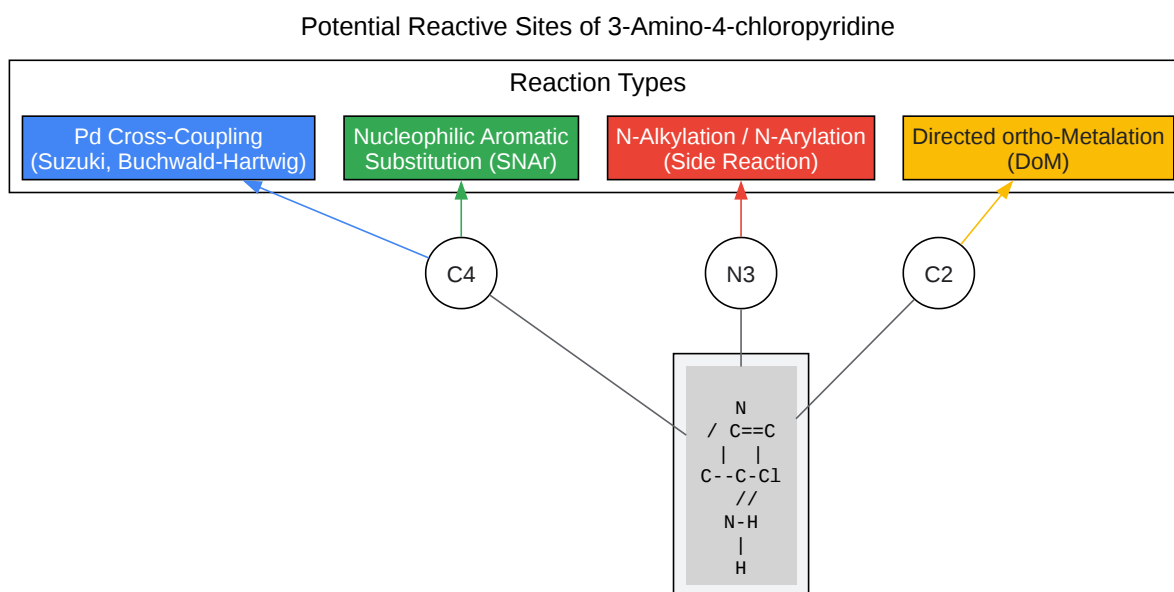 Potential Reactive Sites of 3-Amino-4-chloropyridine
Reaction Types
Pd Cross-Coupling
(Suzuki, Buchwald-Hartwig)
Nucleophilic Aromatic
Substitution (SNAr)
N-Alkylation / N-Arylation
(Side Reaction)
Directed ortho-Metalation
(DoM)
C4
N3
C2
N
/ C==C
|  |
C--C-Cl
//
N-H
|
H